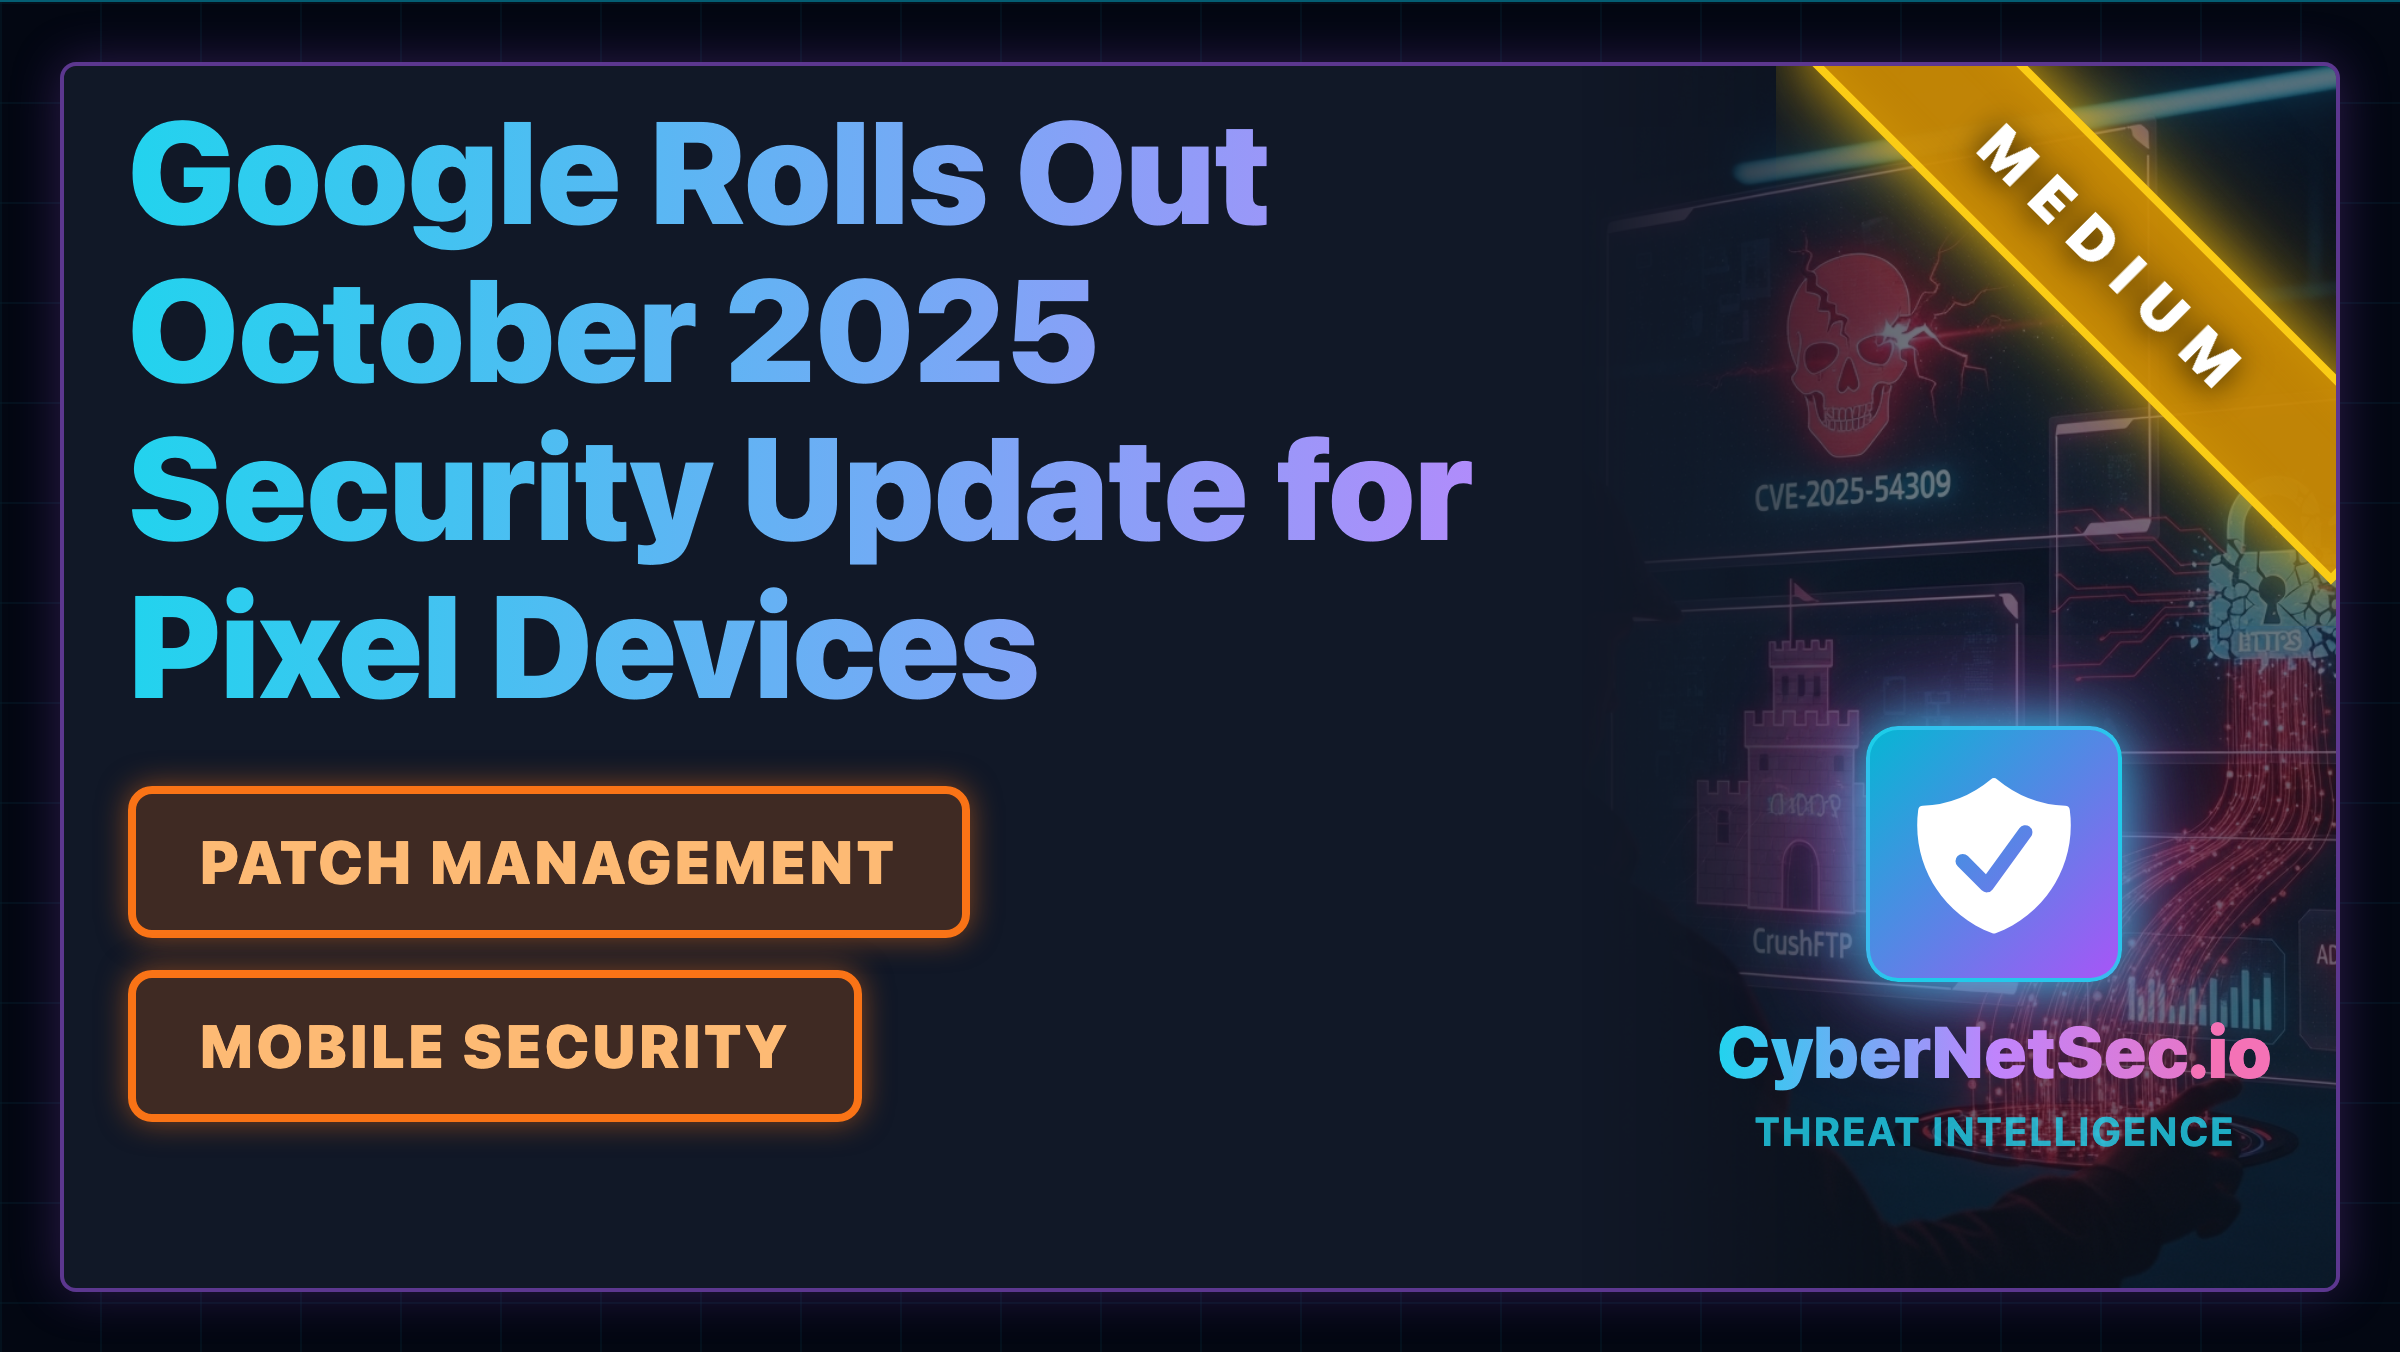 Google Rolls Out
October 2025
Security Update for
Pixel Devices
PATCH MANAGEMENT
MOBILE SECURITY
MEDIUM
CVE-2025-54309
HTTPS
CrushFTP
CyberNetSec.io
THREAT INTELLIGENCE